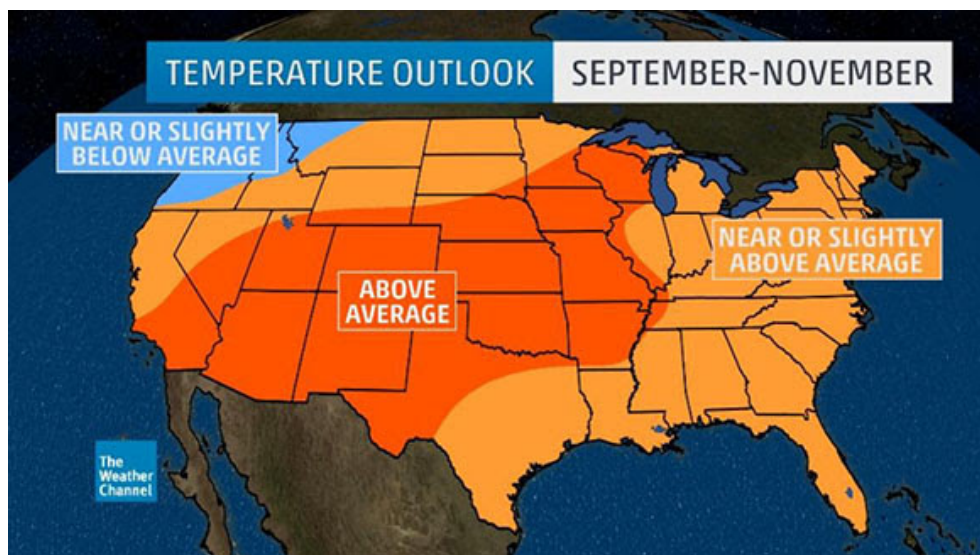 TEMPERATURE OUTLOOK SEPTEMBER-NOVEMBER
NEAR OR SLIGHTLY
BELOW AVERAGE
NEAR OR SLIGHTLY
ABOVE AVERAGE
ABOVE
AVERAGE
The
Weather
Channel